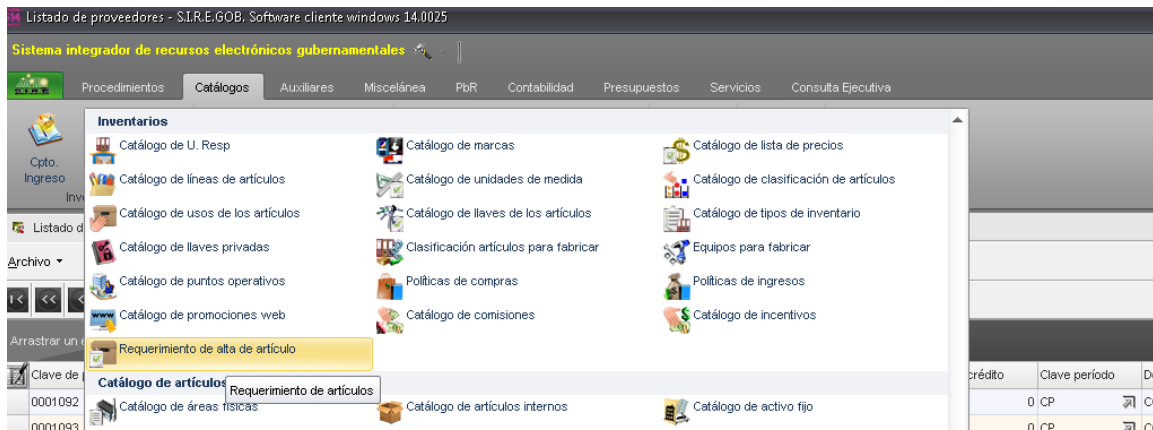 Listado de proveedores - S.I.R.E.GOB. Software cliente windows 14.0025
Sistema integrador de recursos electrónicos gubernamentales
Procedimientos Catálogos Auxiliares Miscelánea PbR Contabilidad Presupuestos Servicios Consulta Ejecutiva
Cpto.
Ingreso
Inventarios
Catálogo de U. Resp Catálogo de marcas Catálogo de lista de precios
Catálogo de líneas de artículos Catálogo de unidades de medida Catálogo de clasificación de artículos
Catálogo de usos de los artículos Catálogo de llaves de los artículos Catálogo de tipos de inventario
Catálogo de llaves privadas Clasificación artículos para fabricar Equipos para fabricar
Catálogo de puntos operativos Políticas de compras Políticas de ingresos
Catálogo de promociones web Catálogo de comisiones Catálogo de incentivos
Requerimiento de alta de artículo
Catálogo de artículos
Requerimiento de artículos
Catálogo de áreas físicas Catálogo de artículos internos Catálogo de activo fijo
Inv
Listado d
Archivo
Arrastrar un e
Clave de crédito Clave período D
0001092 0 CP C
0001093 0 CP C